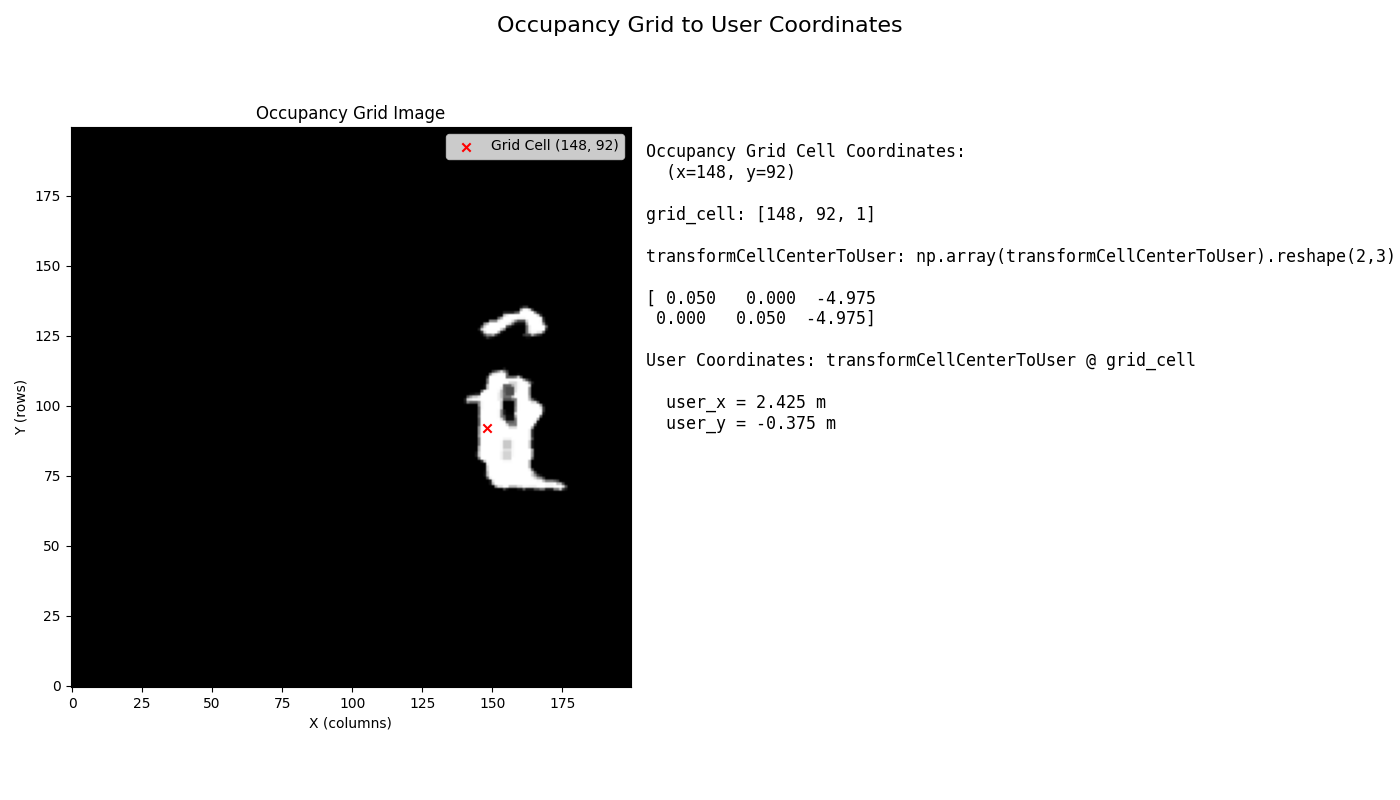 Occupancy Grid to User Coordinates
Occupancy Grid Image
Grid Cell (148, 92)
175
150
125
100
75
50
25
0
Y (rows)
0 25 50 75 100 125 150 175
X (columns)
Occupancy Grid Cell Coordinates:
(x=148, y=92)
grid_cell: [148, 92, 1]
transformCellCenterToUser: np.array(transformCellCenterToUser).reshape(2,3)
[ 0.050 0.000 -4.975
0.000 0.050 -4.975]
User Coordinates: transformCellCenterToUser @ grid_cell
user_x = 2.425 m
user_y = -0.375 m